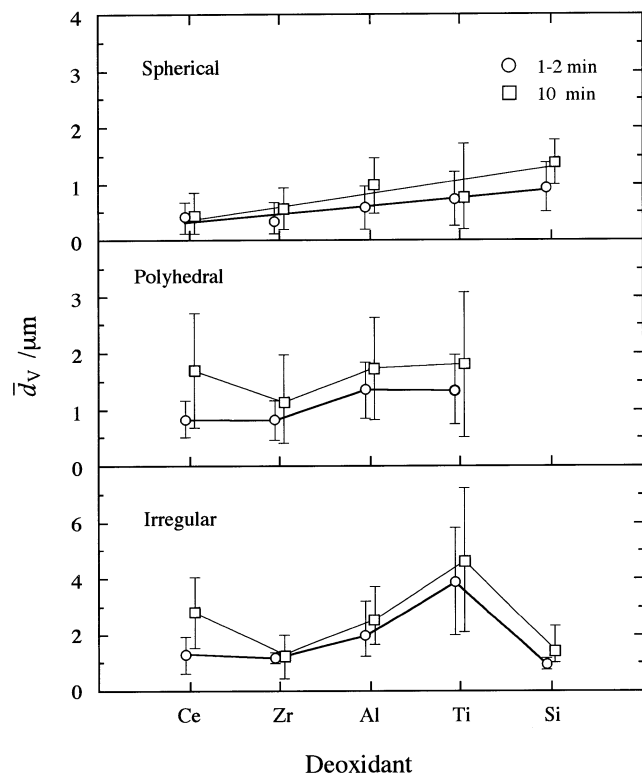 4
Spherical
1-2 min
10 min
3
2
1
0
Polyhedral
3
2
1
0
d̄V /μm
Irregular
6
4
2
0
Ce Zr Al Ti Si
Deoxidant